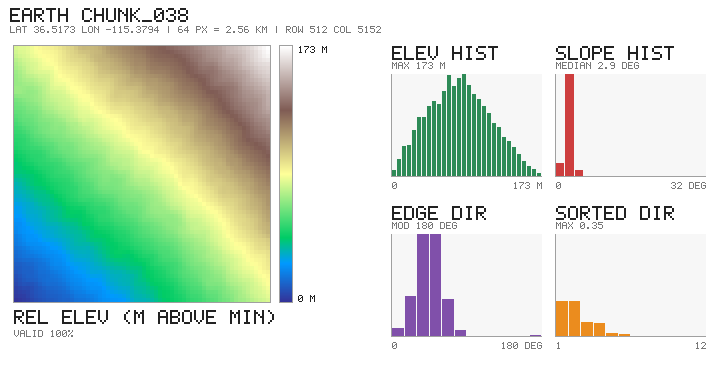 EARTH CHUNK_038
LAT 36.5173 LON -115.3794 | 64 PX = 2.56 KM | ROW 512 COL 5152
173 M
0 M
REL ELEV (M ABOVE MIN)
VALID 100%
ELEV HIST
MAX 173 M
0 173 M
SLOPE HIST
MEDIAN 2.9 DEG
0 32 DEG
EDGE DIR
MOD 180 DEG
0 180 DEG
SORTED DIR
MAX 0.35
1 12